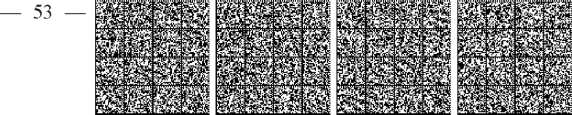 — 53 —